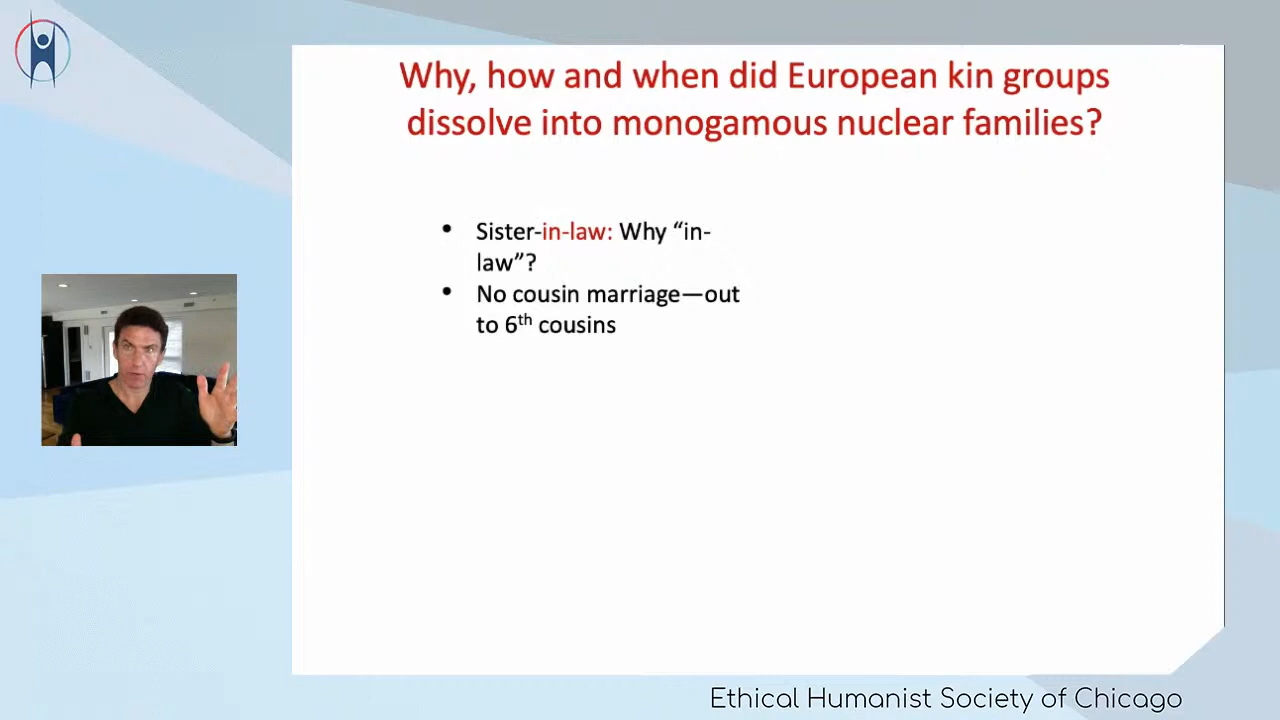 Why, how and when did European kin groups
dissolve into monogamous nuclear families?
• Sister-in-law: Why “in-
law”?
• No cousin marriage—out
to 6th cousins
Ethical Humanist Society of Chicago